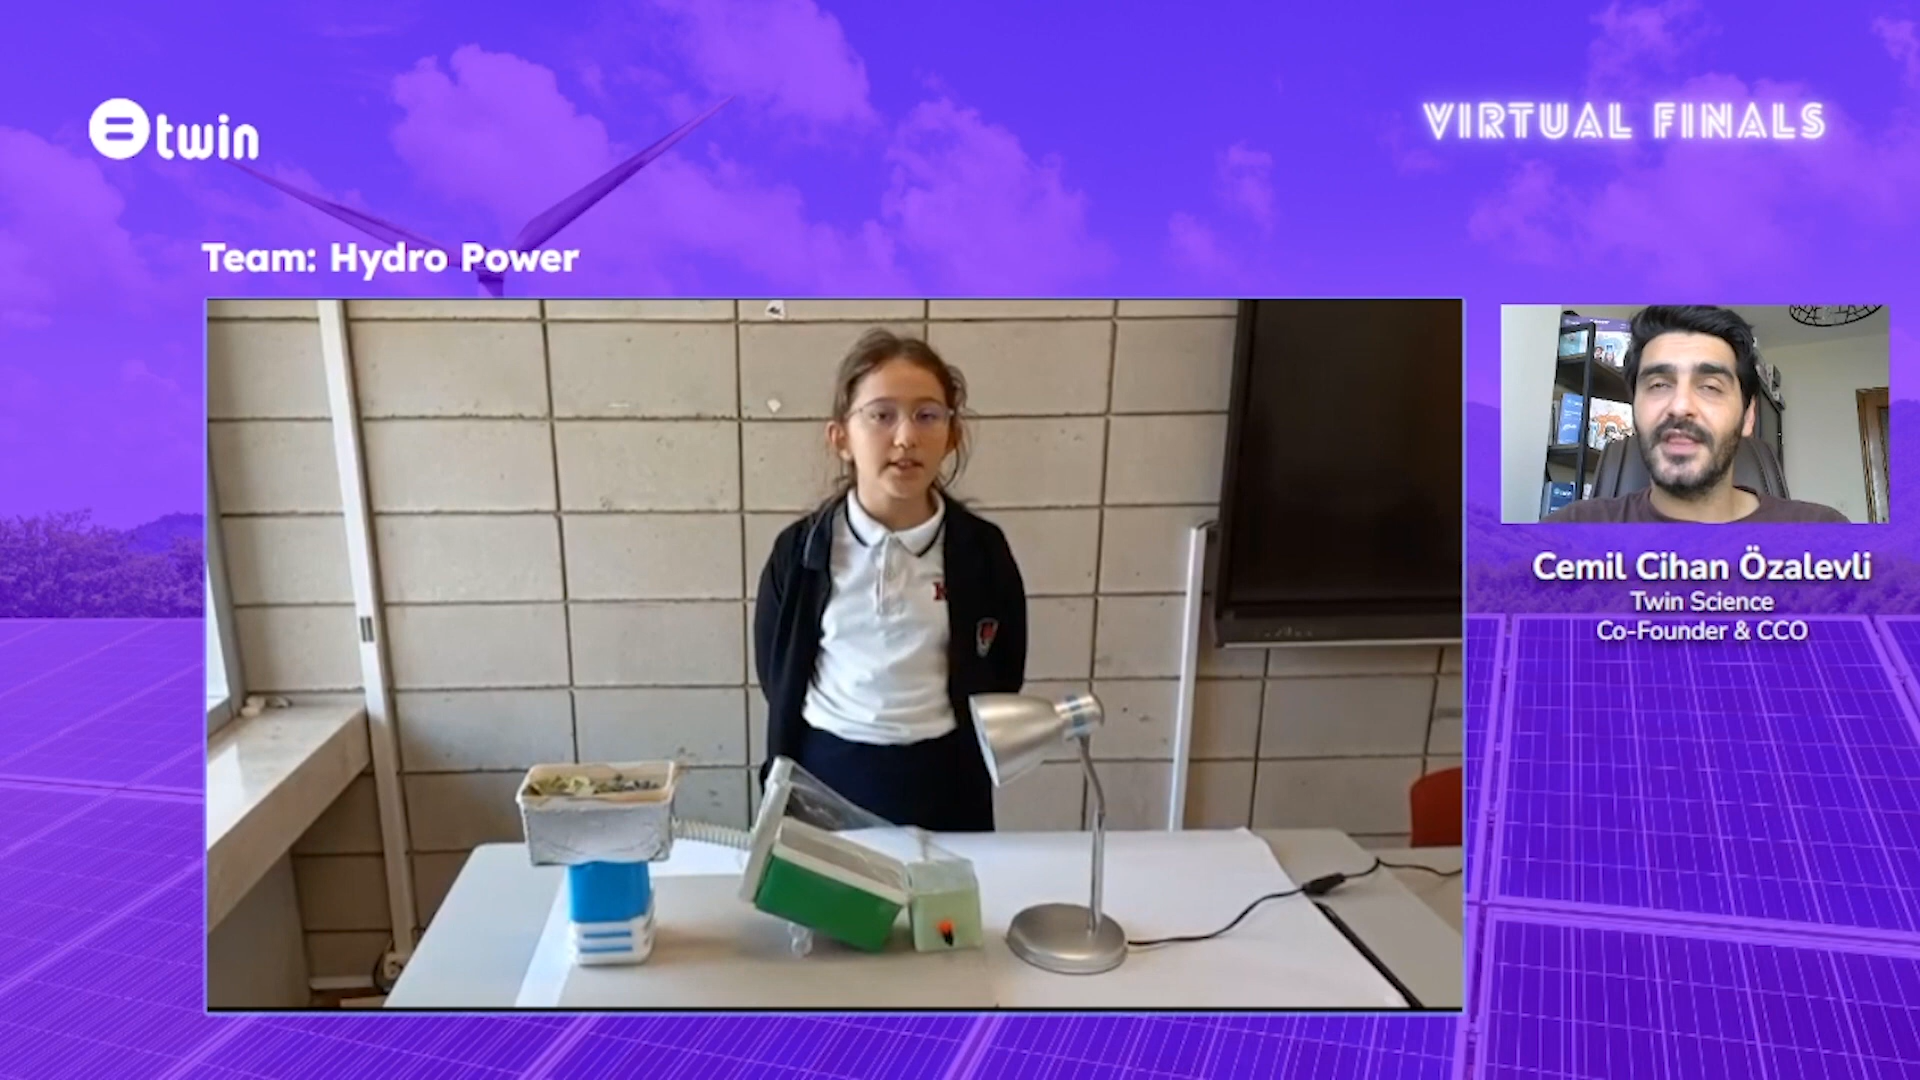 twin
VIRTUAL FINALS
Team: Hydro Power
Cemil Cihan Özalevli
Twin Science
Co-Founder & CCO